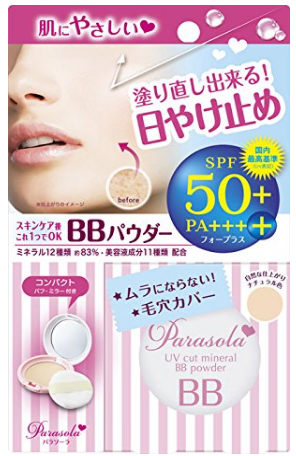 肌にやさしい♥
塗り直し出来る!
日やけ止め
before
※仕上がりのイメージ
国内
最高基準
SPF
50+
PA++++
フォープラス
スキンケア後
これ1つでOK
BBパウダー
ミネラル12種類 約83%・美容液成分11種類 配合
コンパクト
パフ・ミラー付き
★ムラにならない!
★毛穴カバー
自然な仕上がり
ナチュラル色
Parasola
UV cut mineral
BB powder
BB
Parasola
パラソーラ